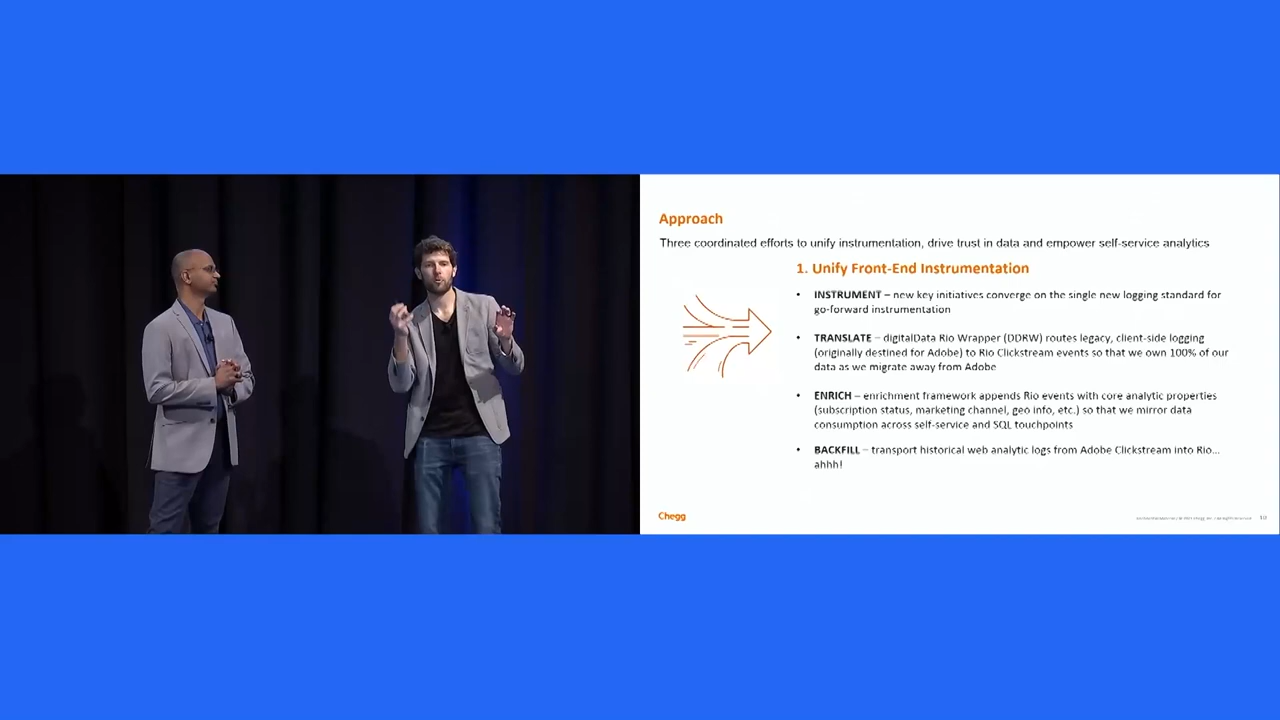 Approach
Three coordinated efforts to unify instrumentation, drive trust in data and empower self-service analytics
1. Unify Front-End Instrumentation
• INSTRUMENT – new key initiatives converge on the single new logging standard for
go-forward instrumentation
• TRANSLATE – digitalData Rio Wrapper (DDRW) routes legacy, client-side logging
(originally destined for Adobe) to Rio Clickstream events so that we own 100% of our
data as we migrate away from Adobe
• ENRICH – enrichment framework appends Rio events with core analytic properties
(subscription status, marketing channel, geo info, etc.) so that we mirror data
consumption across self-service and SQL touchpoints
• BACKFILL – transport historical web analytic logs from Adobe Clickstream into Rio...
ahhh!
Chegg